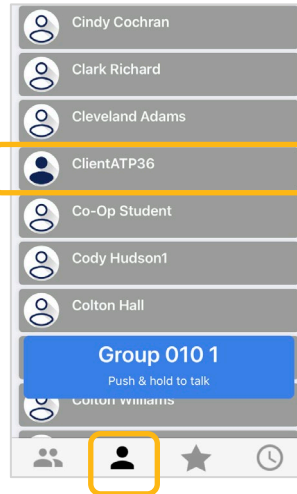 Cindy Cochran
Clark Richard
Cleveland Adams
ClientATP36
Co-Op Student
Cody Hudson1
Colton Hall
Group 010 1
Push & hold to talk
Colton Williams